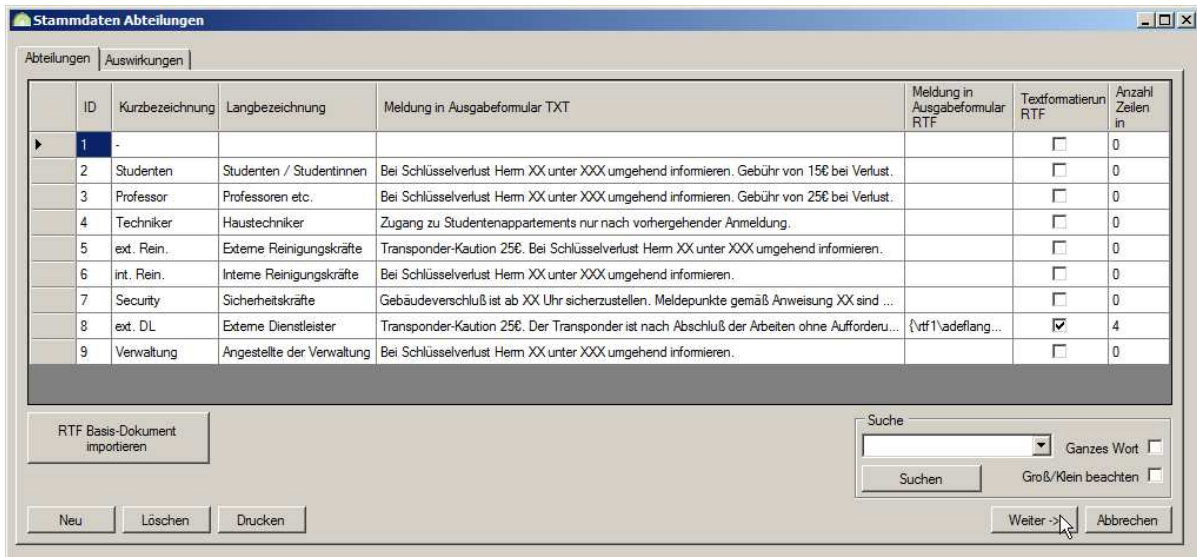 Stammdaten Abteilungen
Abteilungen Auswirkungen
ID Kurzbezeichnung Langbezeichnung Meldung in Ausgabeformular TXT Meldung in Ausgabeformular RTF Textformatierun RTF Anzahl Zeilen in
1 - 0
2 Studenten Studenten / Studentinnen Bei Schlüsselverlust Herrn XX unter XXX umgehend informieren. Gebühr von 15€ bei Verlust. 0
3 Professor Professoren etc. Bei Schlüsselverlust Herrn XX unter XXX umgehend informieren. Gebühr von 25€ bei Verlust. 0
4 Techniker Haustechniker Zugang zu Studentenappartements nur nach vorhergehender Anmeldung. 0
5 ext. Rein. Externe Reinigungskräfte Transponder-Kaution 25€. Bei Schlüsselverlust Herrn XX unter XXX umgehend informieren. 0
6 int. Rein. Interne Reinigungskräfte Bei Schlüsselverlust Herrn XX unter XXX umgehend informieren. 0
7 Security Sicherheitskräfte Gebäudeverschluß ist ab XX Uhr sicherzustellen. Meldepunkte gemäß Anweisung XX sind ... 0
8 ext. DL Externe Dienstleister Transponder-Kaution 25€. Der Transponder ist nach Abschluß der Arbeiten ohne Aufforderu... {\rtf1\adeflang... 4
9 Verwaltung Angestellte der Verwaltung Bei Schlüsselverlust Herrn XX unter XXX umgehend informieren. 0
RTF Basis-Dokument
importieren
Suche
Ganzes Wort
Suchen Groß/Klein beachten
Neu Löschen Drucken Weiter -> Abbrechen